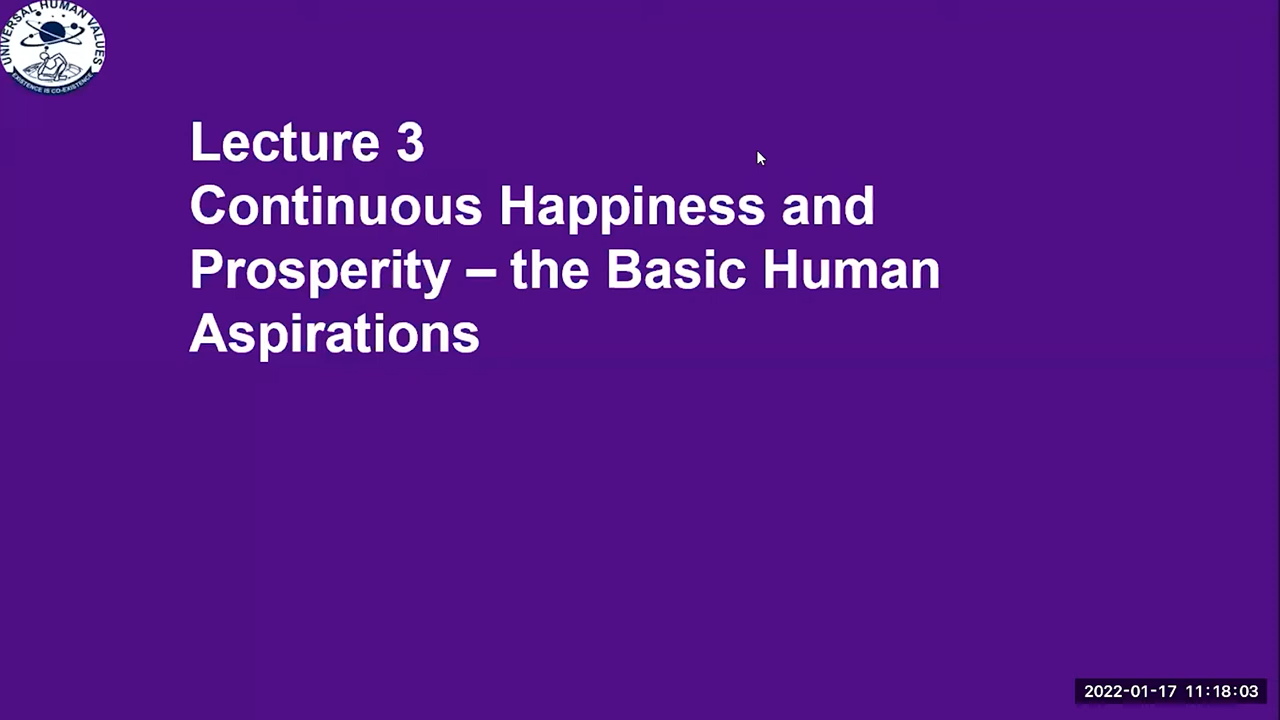 UNIVERSAL HUMAN VALUES
EXISTENCE IS CO-EXISTENCE
Lecture 3
Continuous Happiness and
Prosperity – the Basic Human
Aspirations
2022-01-17 11:18:03